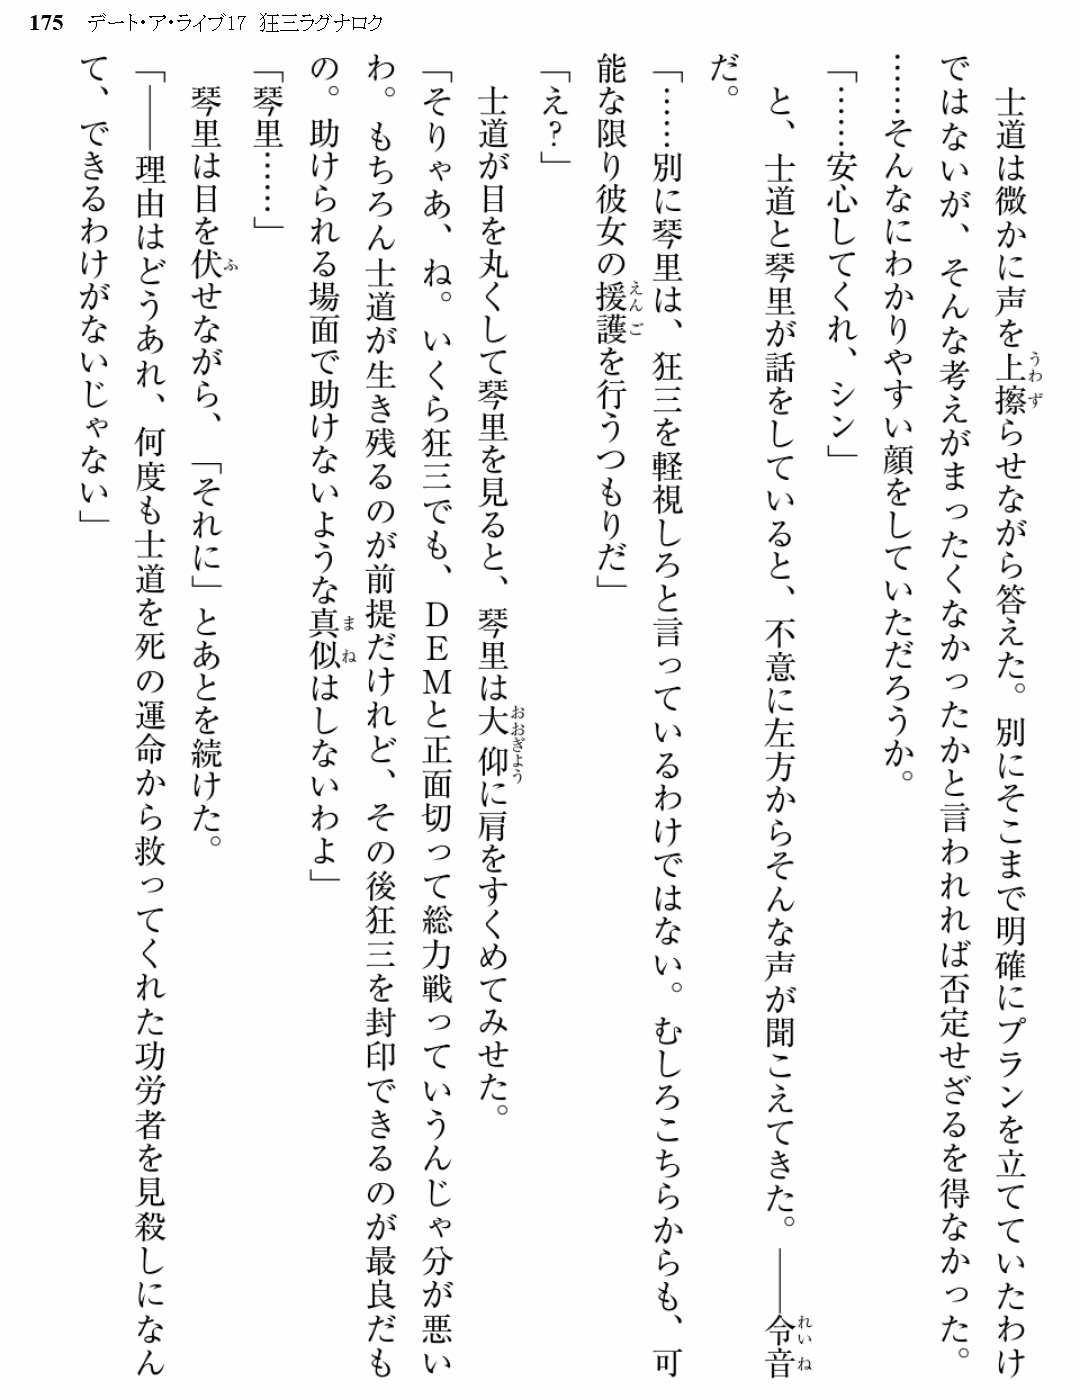 175 デート・ア・ライブ17 狂三ラグナロク
士道は微かに声を上擦らせながら答えた。別にそこまで明確にプランを立てていたわけ
ではないが、そんな考えがまったくなかったかと言われれば否定せざるを得なかった。
……そんなにわかりやすい顔をしていただろうか。
「……安心してくれ、シン」
と、士道と琴里が話をしていると、不意に左方からそんな声が聞こえてきた。――令音
だ。
「……別に琴里は、狂三を軽視しろと言っているわけではない。むしろこちらからも、可
能な限り彼女の援護を行うつもりだ」
「え?」
士道が目を丸くして琴里を見ると、琴里は大仰に肩をすくめてみせた。
「そりゃあ、ね。いくら狂三でも、DEMと正面切って総力戦っていうんじゃ分が悪い
わ。もちろん士道が生き残るのが前提だけれど、その後狂三を封印できるのが最良だも
の。助けられる場面で助けないような真似はしないわよ」
「琴里……」
琴里は目を伏せながら、「それに」とあとを続けた。
「――理由はどうあれ、何度も士道を死の運命から救ってくれた功労者を見殺しになん
て、できるわけがないじゃない」